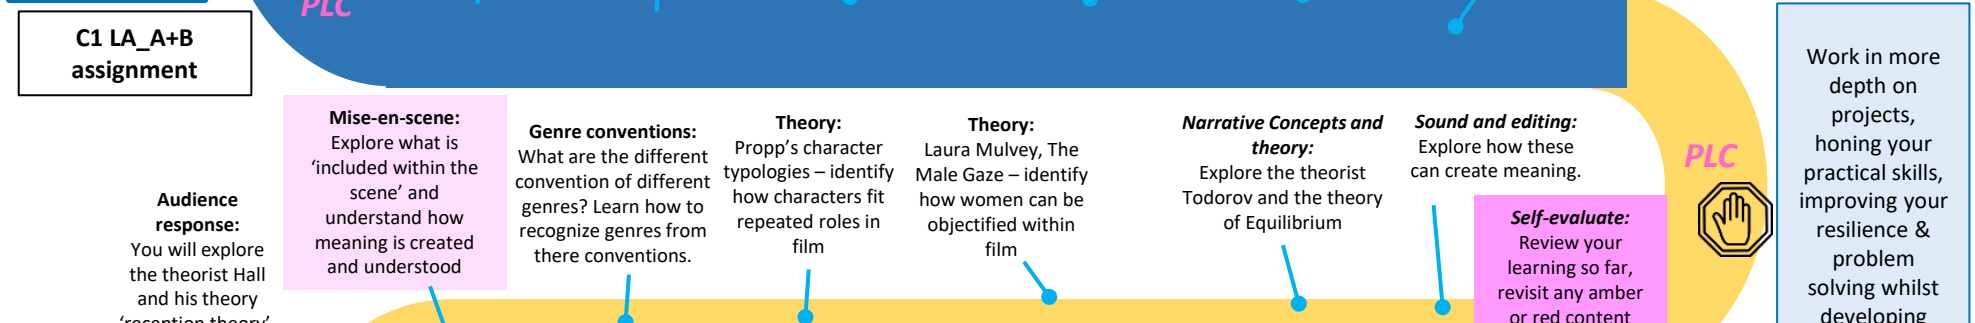 PLC
C1 LA_A+B
assignment
Mise-en-scene:
Explore what is
‘included within the
scene’ and
understand how
meaning is created
and understood
Genre conventions:
What are the different
convention of different
genres? Learn how to
recognize genres from
there conventions.
Theory:
Propp’s character
typologies – identify
how characters fit
repeated roles in
film
Theory:
Laura Mulvey, The
Male Gaze – identify
how women can be
objectified within
film
Narrative Concepts and
theory:
Explore the theorist
Todorov and the theory
of Equilibrium
Sound and editing:
Explore how these
can create meaning.
PLC
Work in more
depth on
projects,
honing your
practical skills,
improving your
resilience &
problem
solving whilst
developing
Audience
response:
You will explore
the theorist Hall
and his theory
‘reception theory’
Self-evaluate:
Review your
learning so far,
revisit any amber
or red content